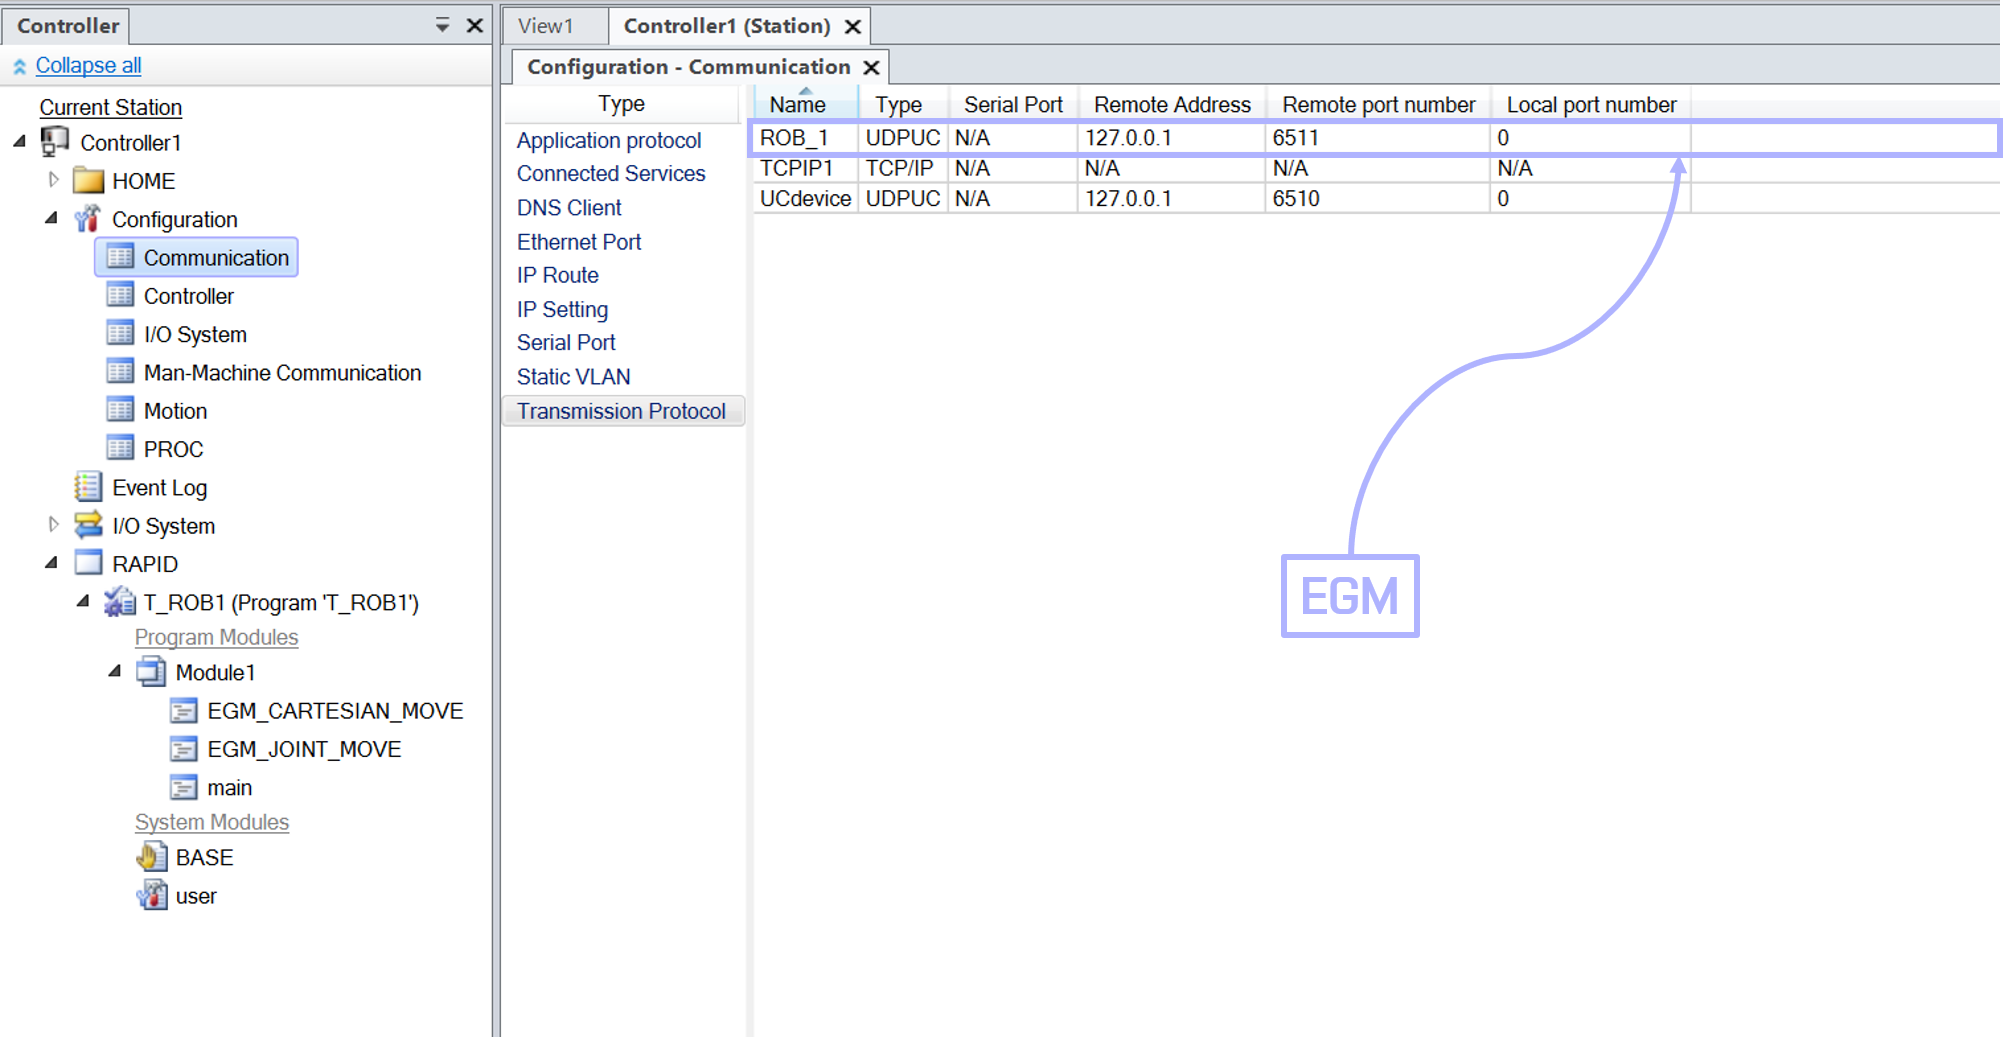 Controller
Collapse all
Current Station
Controller1
HOME
Configuration
Communication
Controller
I/O System
Man-Machine Communication
Motion
PROC
Event Log
I/O System
RAPID
T_ROB1 (Program 'T_ROB1')
Program Modules
Module1
EGM_CARTESIAN_MOVE
EGM_JOINT_MOVE
main
System Modules
BASE
user
View1 Controller1 (Station)
Configuration - Communication
Type
Application protocol
Connected Services
DNS Client
Ethernet Port
IP Route
IP Setting
Serial Port
Static VLAN
Transmission Protocol
Name Type Serial Port Remote Address Remote port number Local port number
ROB_1 UDPUC N/A 127.0.0.1 6511 0
TCPIP1 TCP/IP N/A N/A N/A N/A
UCdevice UDPUC N/A 127.0.0.1 6510 0
EGM